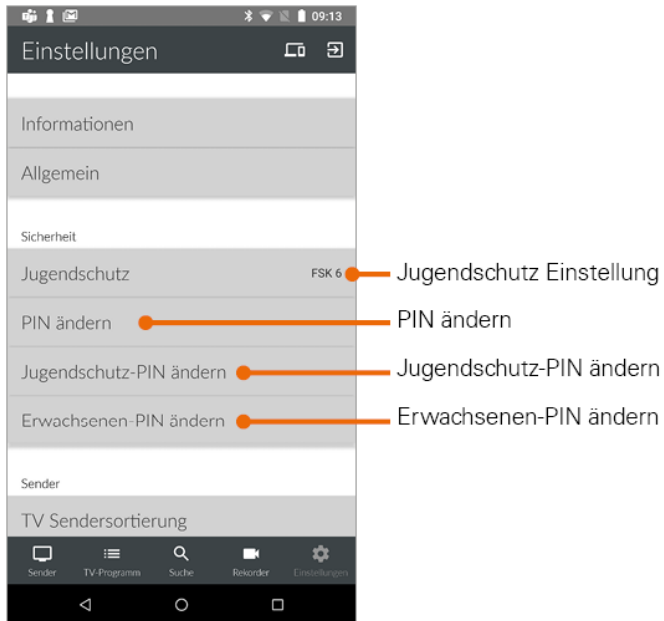 09:13
Einstellungen
Informationen
Allgemein
Sicherheit
Jugendschutz FSK 6
PIN ändern
Jugendschutz-PIN ändern
Erwachsenen-PIN ändern
Sender
TV Sendersortierung
Sender TV-Programm Suche Rekorder Einstellungen
Jugendschutz Einstellung
PIN ändern
Jugendschutz-PIN ändern
Erwachsenen-PIN ändern